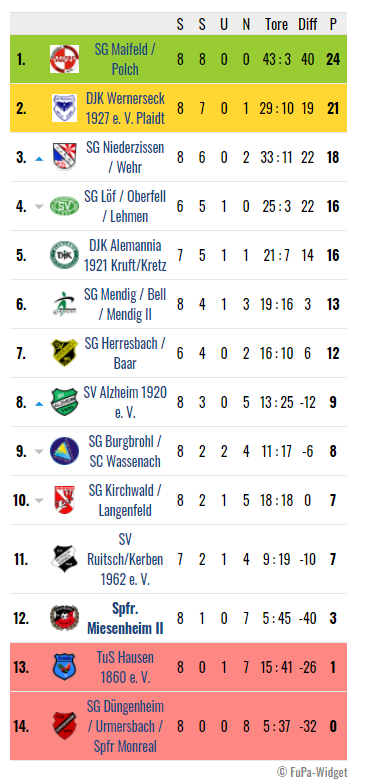 S S U N Tore Diff P
1. SG Maifeld / 8 8 0 0 43:3 40 24
Polch
2. DJK Wernerseck 8 7 0 1 29:10 19 21
1927 e. V. Plaidt
3. SG Niederzissen 8 6 0 2 33:11 22 18
/ Wehr
4. SG Löf / Oberfell 6 5 1 0 25:3 22 16
/ Lehmen
5. DJK Alemannia 7 5 1 1 21:7 14 16
1921 Kruft/Kretz
6. SG Mendig / Bell 8 4 1 3 19:16 3 13
/ Mendig II
7. SG Herresbach / 6 4 0 2 16:10 6 12
Baar
8. SV Alzheim 1920 8 3 0 5 13:25 -12 9
e. V.
9. SG Burgbrohl / 8 2 2 4 11:17 -6 8
SC Wassenach
10. SG Kirchwald / 8 2 1 5 18:18 0 7
Langenfeld
11. SV 7 2 1 4 9:19 -10 7
Ruitsch/Kerben
1962 e. V.
12. Spfr. 8 1 0 7 5:45 -40 3
Miesenheim II
13. TuS Hausen 8 0 1 7 15:41 -26 1
1860 e. V.
14. SG Düngenheim 8 0 0 8 5:37 -32 0
/ Urmersbach /
Spfr Monreal
© FuPa-Widget